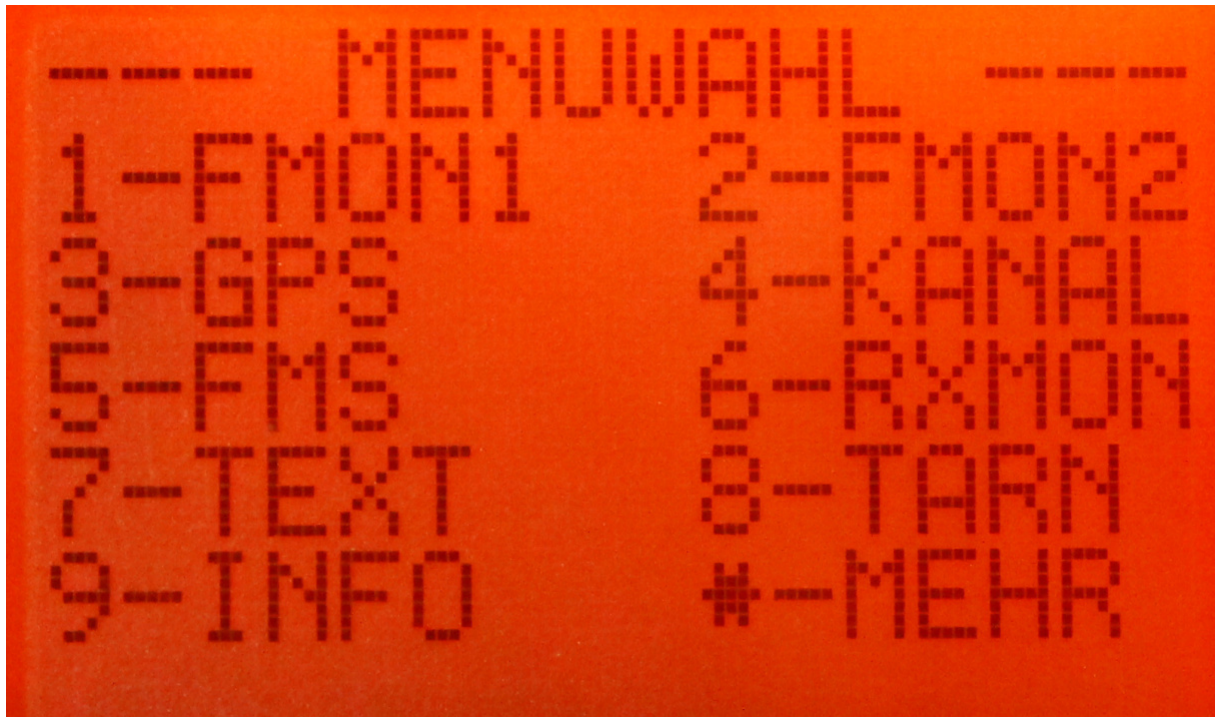 --- MENUWAHL ---
1-FMON1 2-FMON2
3-GPS 4-KANAL
5-FMS 6-RXMON
7-TEXT 8-TARN
9-INFO #-MEHR